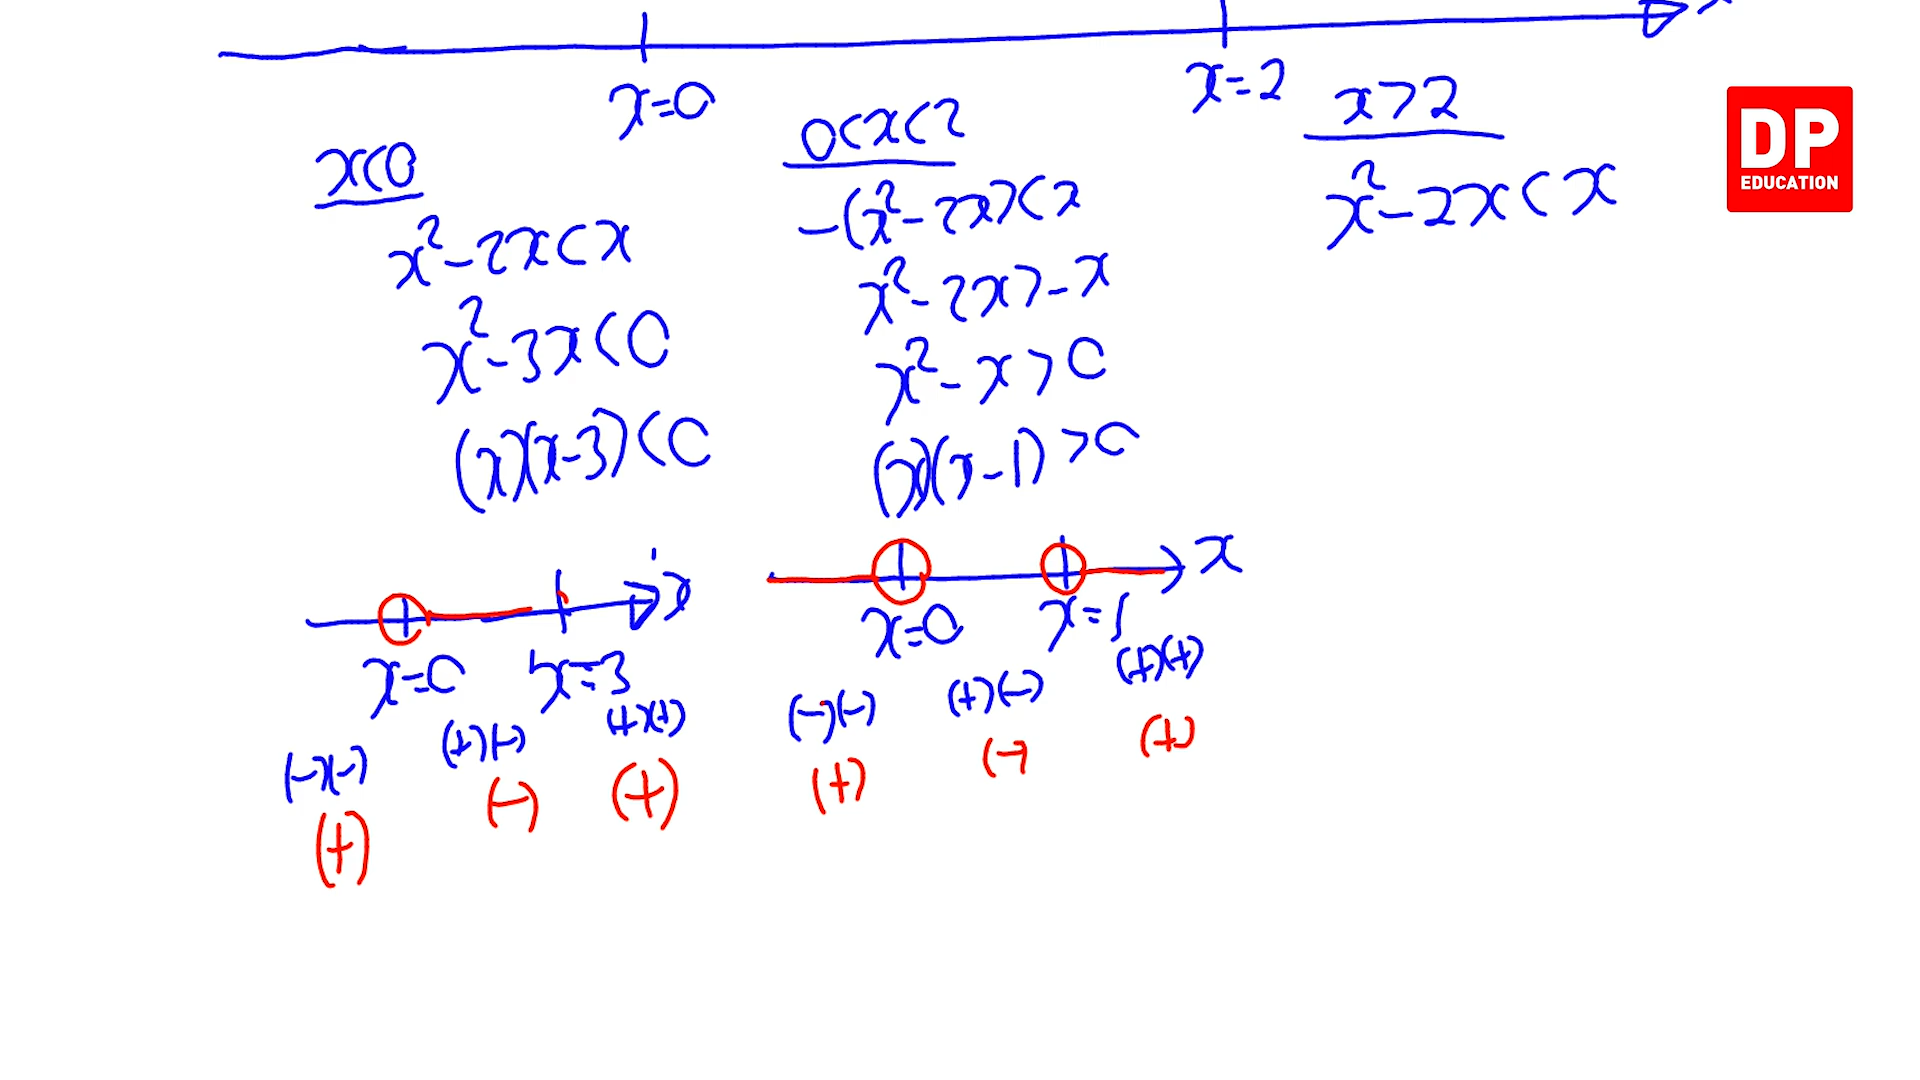 x=0
x=2
x<0
x²-2x<x
x²-3x<0
(x)(x-3)<0
x
x=0
x=3
(-)(-)
(+)(-)
(+)(+)
(+)
(-)
(+)
0<x<2
-(x²-2x)<x
x²-2x>-x
x²-x>0
(x)(x-1)>0
x
x=0
x=1
(-)(-)
(+)(-)
(+)(+)
(+)
(-)
(+)
x>2
x²-2x<x
DP
EDUCATION